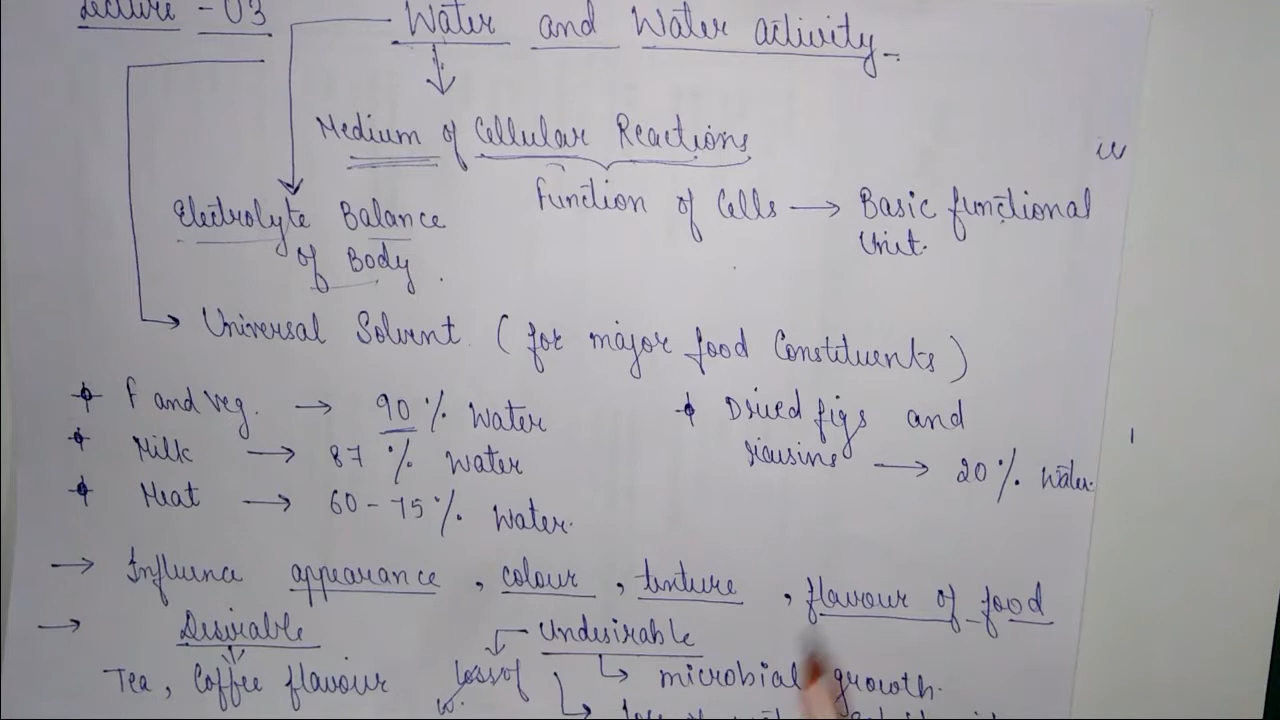 Lecture - 03
Water and Water activity
Medium of Cellular Reactions
Function of Cells → Basic functional
Unit.
Electrolyte Balance
of Body.
Universal Solvent. (for major food Constituents)
F and Veg. → 90% Water
Milk → 87% Water
Meat → 60-75% Water.
Dried figs and
raisins → 20% Water.
→ Influence appearance, colour, texture, flavour of food
→ Desirable
Undesirable
Tea, Coffee flavour
loss of
microbial growth.